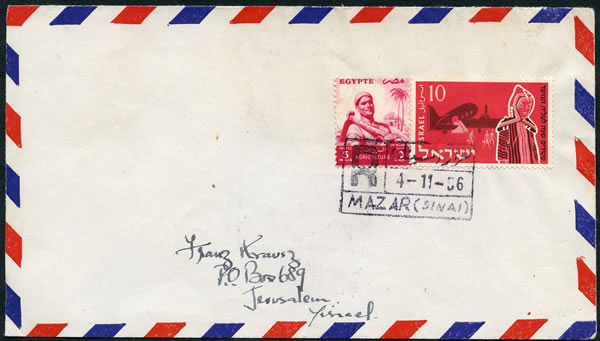 EGYPTE مصر
AGRICULTURE
10
ISRAEL
ישראל
4-11-56
MAZAR (SINAI)
Franz Krausz
P.O Box 689
Jerusalem
Israel.